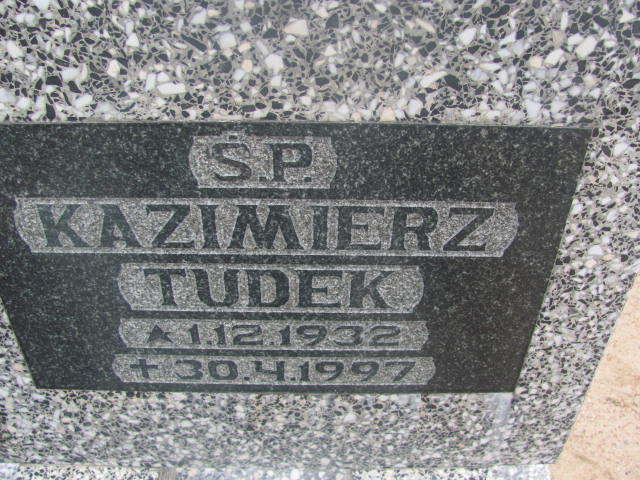 Ś.P.
KAZIMIERZ
TUDEK
★1.12.1932
+30.4.1997